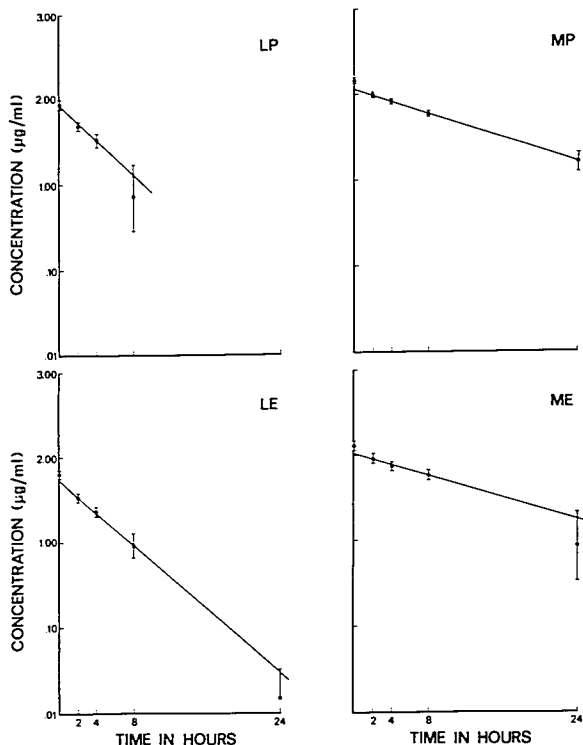 3.00
LP
2.00
1.00
.10
.01
CONCENTRATION (μg/ml)
MP
3.00
LE
2.00
1.00
.10
.01
CONCENTRATION (μg/ml)
2 4 8 24
TIME IN HOURS
ME
2 4 8 24
TIME IN HOURS